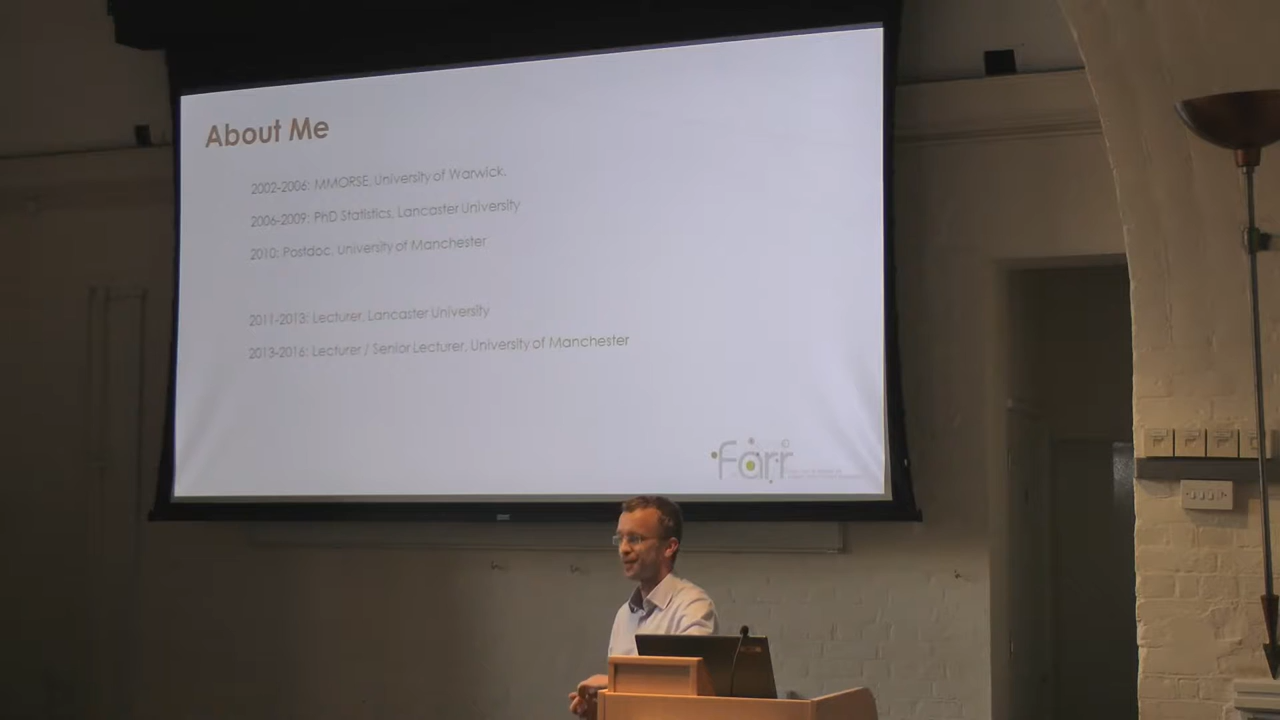 About Me
2002-2006: MMORSE, University of Warwick.
2006-2009: PhD Statistics, Lancaster University
2010: Postdoc, University of Manchester
2011-2013: Lecturer, Lancaster University
2013-2016: Lecturer / Senior Lecturer, University of Manchester
Farr